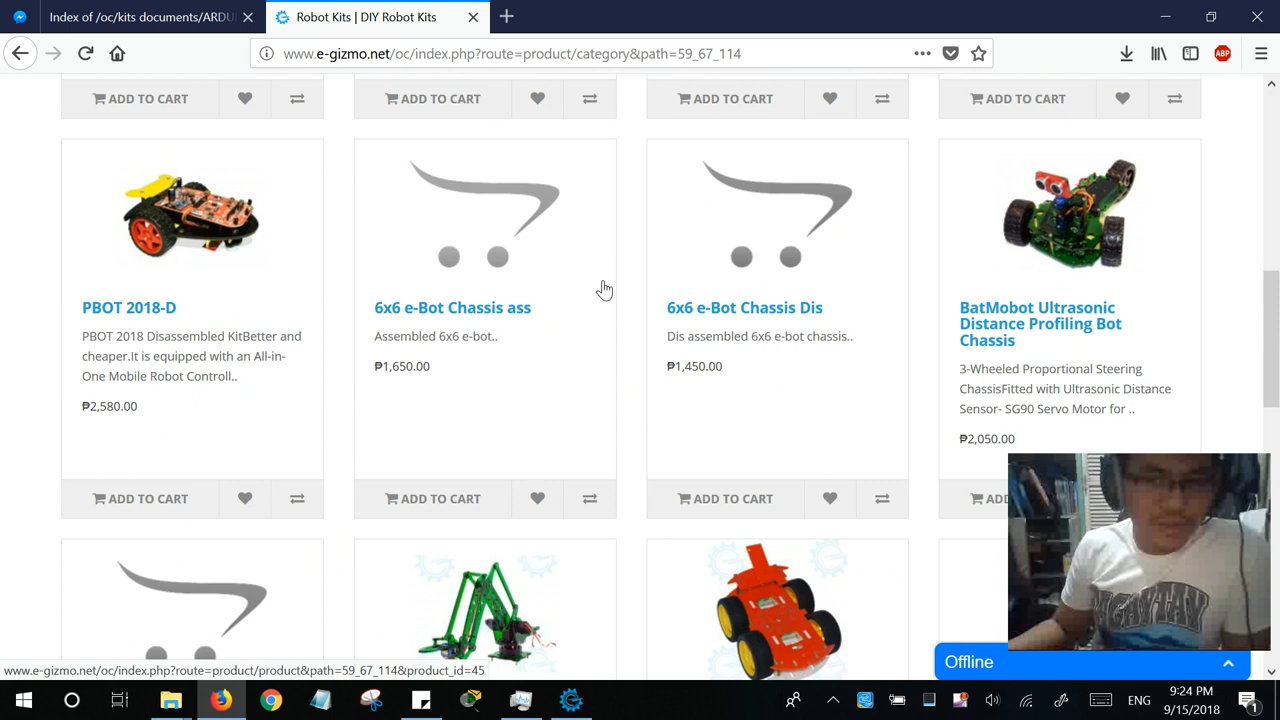 Index of /oc/kits documents/ARDU
Robot Kits | DIY Robot Kits
www.e-gizmo.net/oc/index.php?route=product/category&path=59_67_114
ABP
ADD TO CART
ADD TO CART
ADD TO CART
ADD TO CART
PBOT 2018-D
PBOT 2018 Disassembled KitBetter and
cheaper.It is equipped with an All-in-
One Mobile Robot Controll..
₱2,580.00
ADD TO CART
6x6 e-Bot Chassis ass
Assembled 6x6 e-bot..
₱1,650.00
ADD TO CART
6x6 e-Bot Chassis Dis
Dis assembled 6x6 e-bot chassis..
₱1,450.00
ADD TO CART
BatMobot Ultrasonic
Distance Profiling Bot
Chassis
3-Wheeled Proportional Steering
ChassisFitted with Ultrasonic Distance
Sensor- SG90 Servo Motor for ..
₱2,050.00
ADD
Offline
www.e-gizmo.net/oc/index.php?route=product/product&path=59_67_114&product_id=45
ENG
9:24 PM
9/15/2018
1